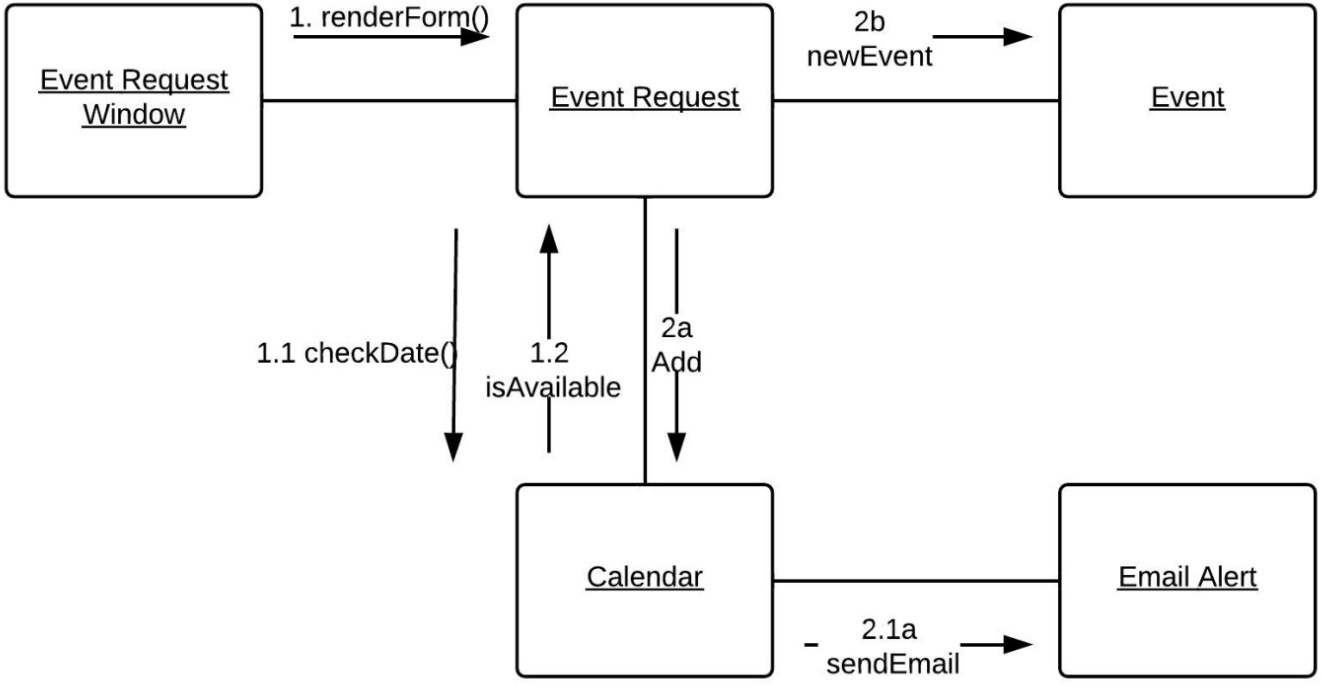 1. renderForm()
2b
newEvent
Event Request
Window
Event Request
Event
1.1 checkDate()
1.2
isAvailable
2a
Add
Calendar
Email Alert
2.1a
sendEmail